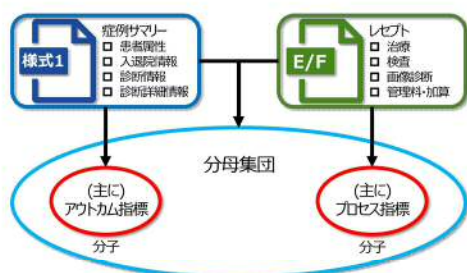 様式1
症例サマリー
□ 患者属性
□ 入退院情報
□ 診断情報
□ 診断詳細情報
E/F
レセプト
□ 治療
□ 検査
□ 画像診断
□ 管理料・加算
分母集団
(主に)
アウトカム指標
分子
(主に)
プロセス指標
分子